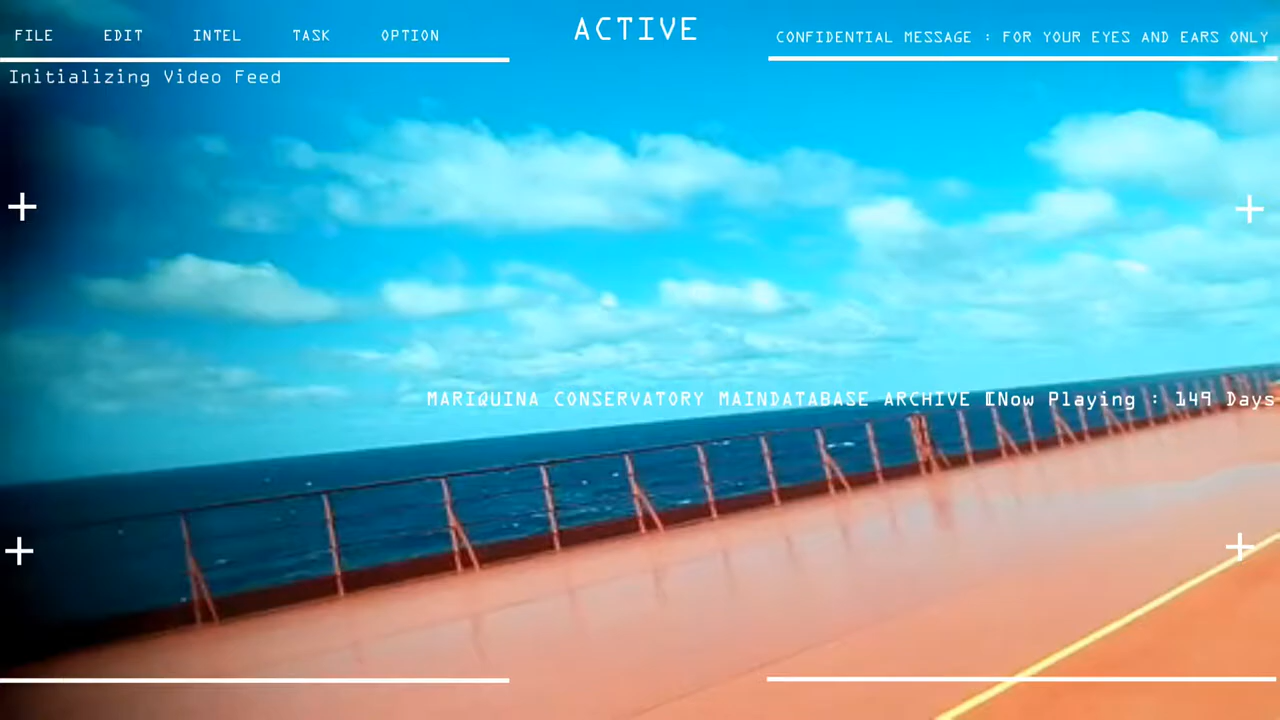 FILE EDIT INTEL TASK OPTION
ACTIVE
CONFIDENTIAL MESSAGE : FOR YOUR EYES AND EARS ONLY
Initializing Video Feed
MARIQUINA CONSERVATORY MAINDATABASE ARCHIVE [Now Playing : 149 Days